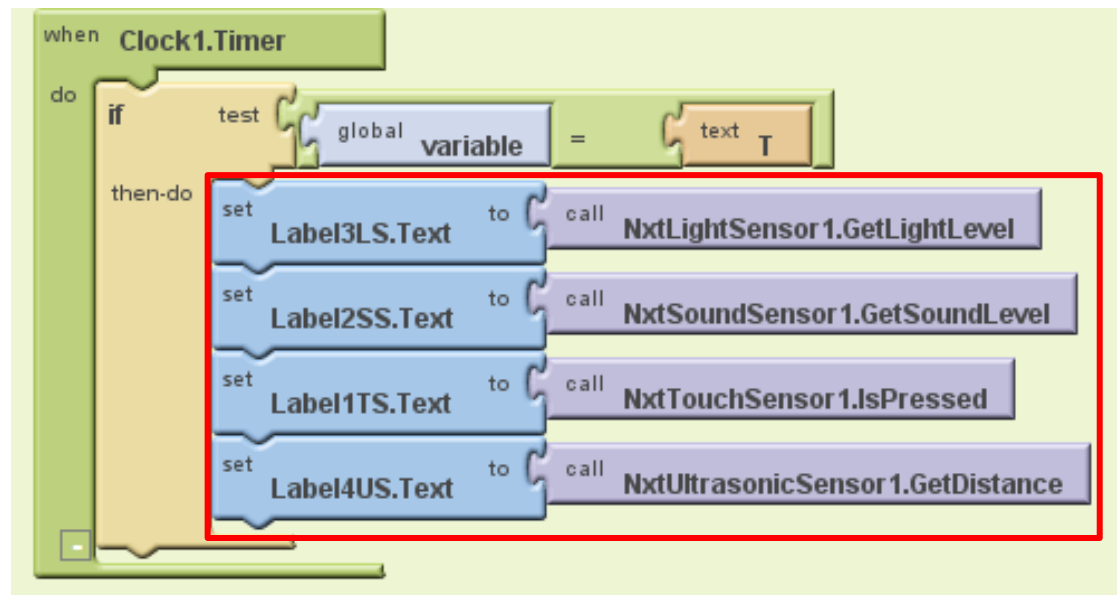 when Clock1.Timer
do
if test global variable = text T
then-do
set Label3LS.Text to call NxtLightSensor1.GetLightLevel
set Label2SS.Text to call NxtSoundSensor1.GetSoundLevel
set Label1TS.Text to call NxtTouchSensor1.IsPressed
set Label4US.Text to call NxtUltrasonicSensor1.GetDistance
-